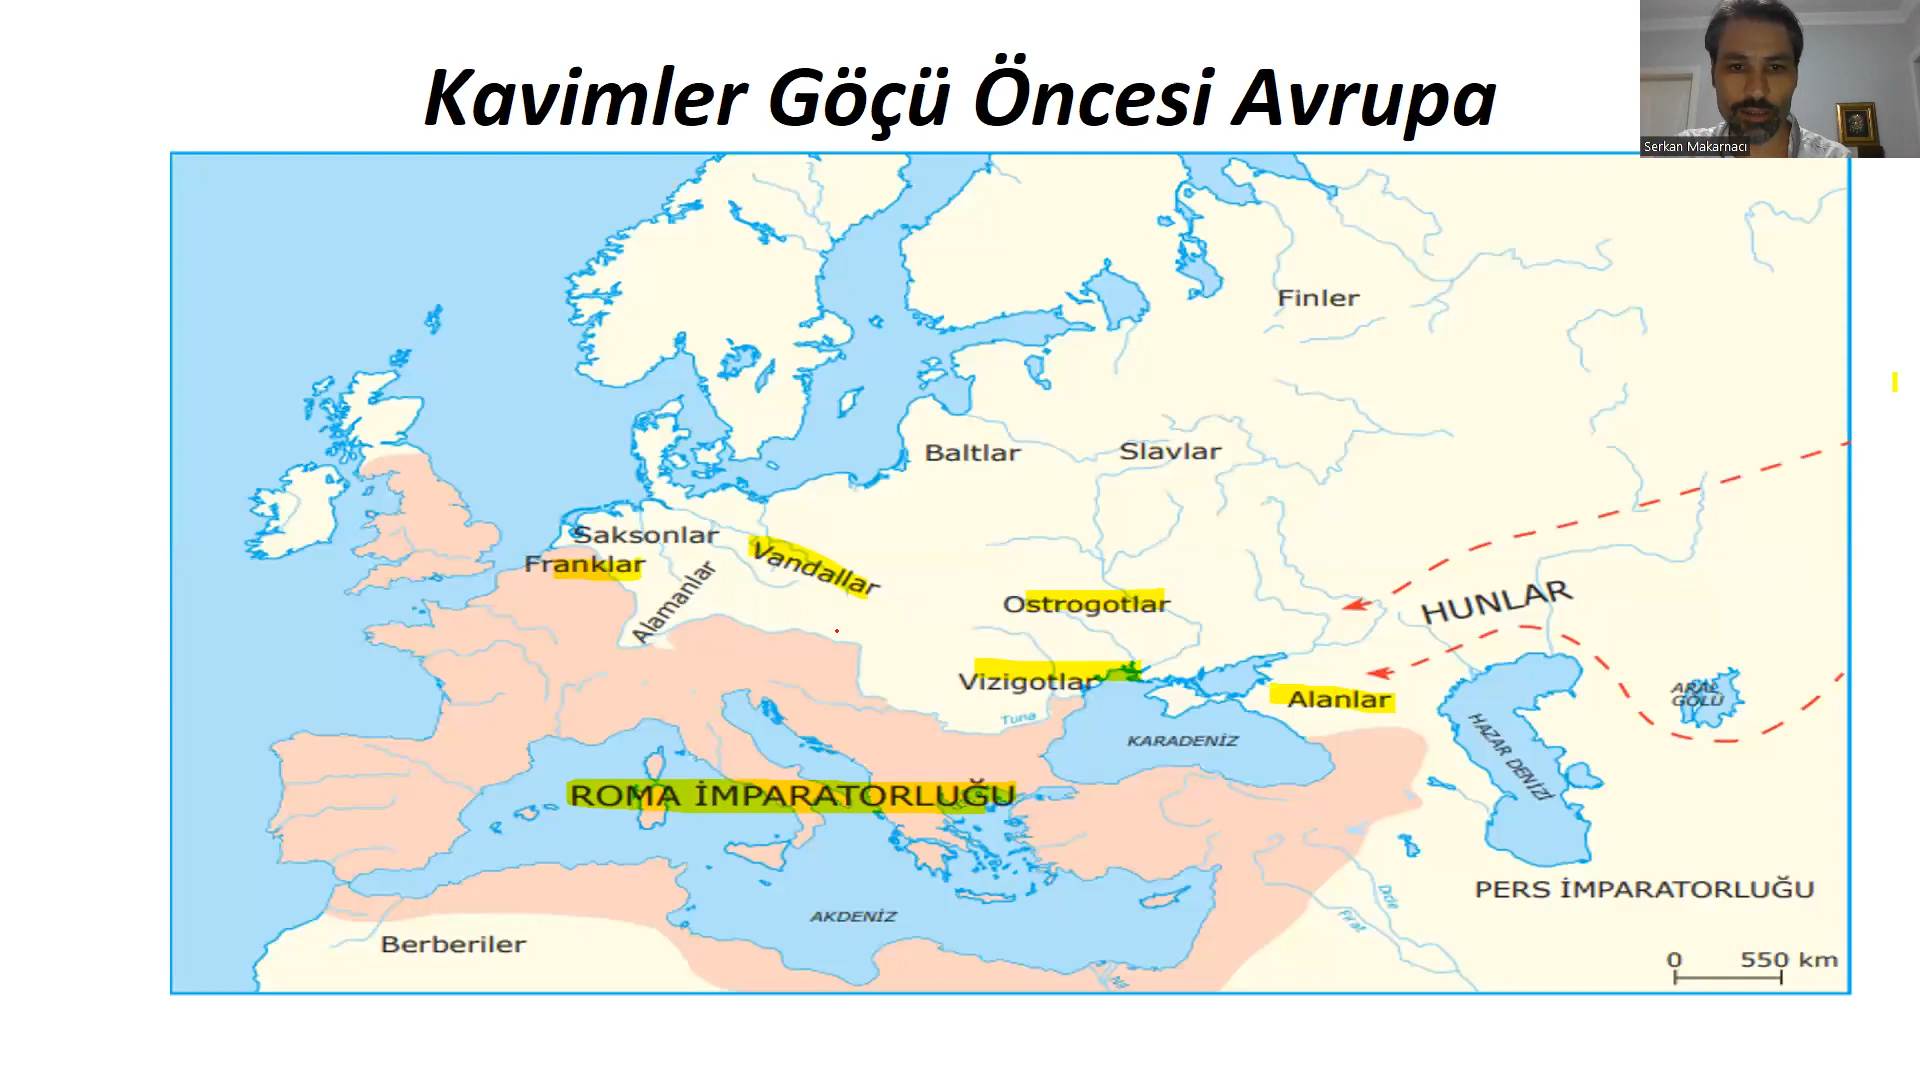 Kavimler Göçü Öncesi Avrupa
Serkan Makarnacı
Finler
Baltlar
Slavlar
Saksonlar
Franklar
Alamanlar
Vandallar
Ostrogotlar
HUNLAR
Vizigotlar
Alanlar
Tuna
ARAL
GÖLÜ
KARADENİZ
HAZAR DENİZİ
ROMA İMPARATORLUĞU
PERS İMPARATORLUĞU
AKDENİZ
Dicle
Fırat
Berberiler
Nil
0 550 km